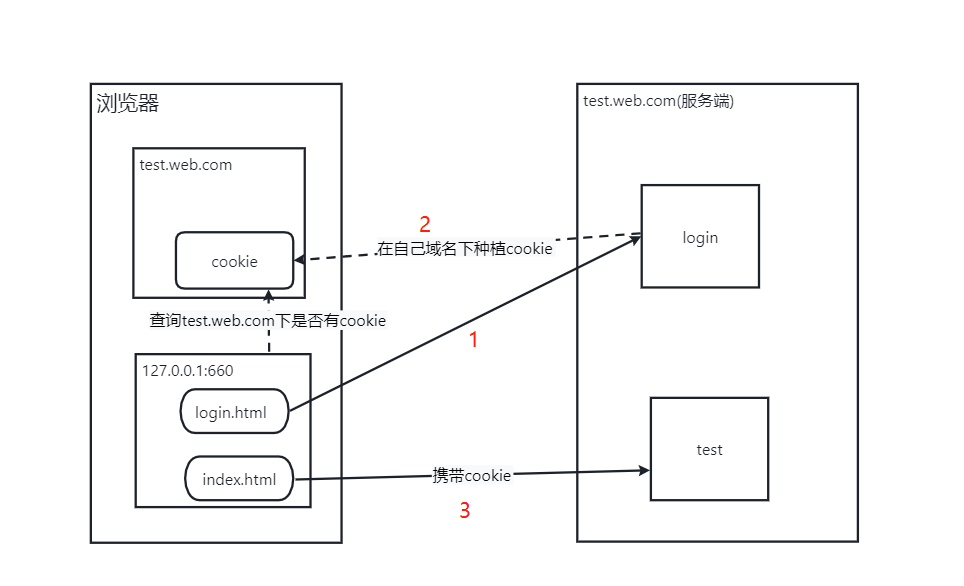 浏览器
test.web.com(服务端)
test.web.com
2
login
在自己域名下种植cookie
cookie
查询test.web.com下是否有cookie
1
127.0.0.1:660
login.html
test
index.html
携带cookie
3